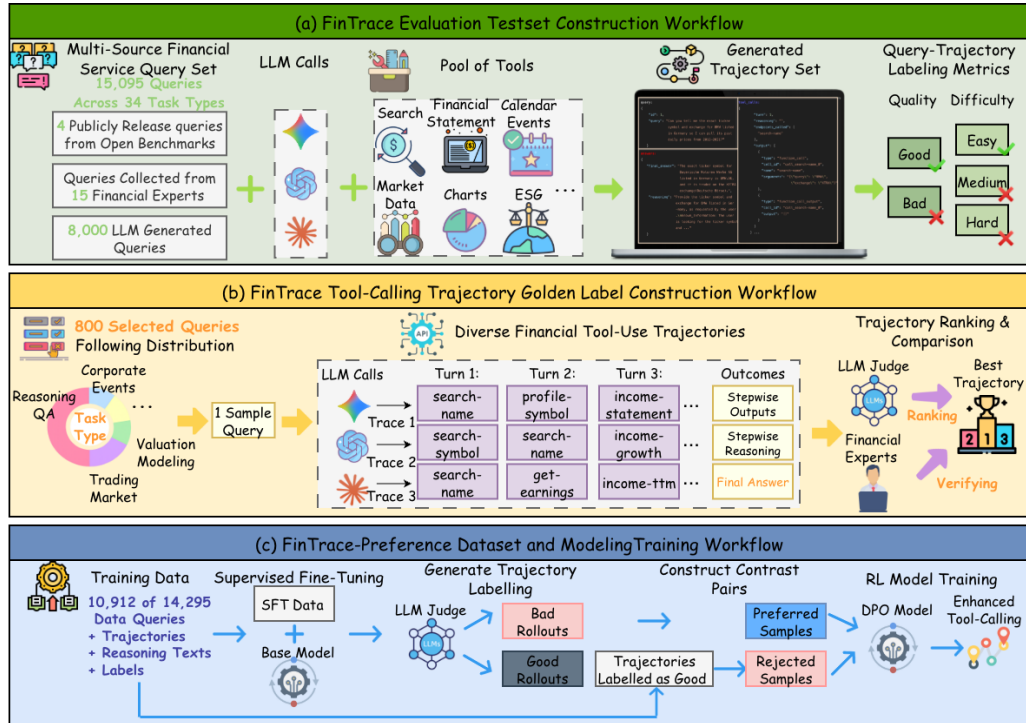 (a) FinTrace Evaluation Testset Construction Workflow
Multi-Source Financial
Service Query Set
15,095 Queries
Across 34 Task Types
4 Publicly Release queries
from Open Benchmarks
Queries Collected from
15 Financial Experts
8,000 LLM Generated
Queries
LLM Calls
Pool of Tools
Search
Financial
Statement
Calendar
Events
Market
Data
Charts
ESG
...
Generated
Trajectory Set
Query-Trajectory
Labeling Metrics
Quality
Difficulty
Good
Bad
Easy
Medium
Hard
(b) FinTrace Tool-Calling Trajectory Golden Label Construction Workflow
800 Selected Queries
Following Distribution
Corporate
Events
Reasoning
QA
...
Task
Type
Valuation
Modeling
Trading
Market
1 Sample
Query
API
Diverse Financial Tool-Use Trajectories
LLM Calls
Turn 1:
Turn 2:
Turn 3:
Outcomes
Trace 1
search-
name
profile-
symbol
income-
statement
...
Stepwise
Outputs
Trace 2
search-
symbol
search-
name
income-
growth
...
Stepwise
Reasoning
Trace 3
search-
name
get-
earnings
income-ttm
...
Final Answer
Trajectory Ranking &
Comparison
LLM Judge
LLMs
Best
Trajectory
Ranking
2 1 3
Financial
Experts
Verifying
(c) FinTrace-Preference Dataset and ModelingTraining Workflow
Training Data
10,912 of 14,295
Data Queries
+ Trajectories
+ Reasoning Texts
+ Labels
Supervised Fine-Tuning
SFT Data
Base Model
Generate Trajectory
Labelling
LLM Judge
LLMs
Bad
Rollouts
Good
Rollouts
Construct Contrast
Pairs
Trajectories
Labelled as Good
Preferred
Samples
Rejected
Samples
RL Model Training
DPO Model
Enhanced
Tool-Calling